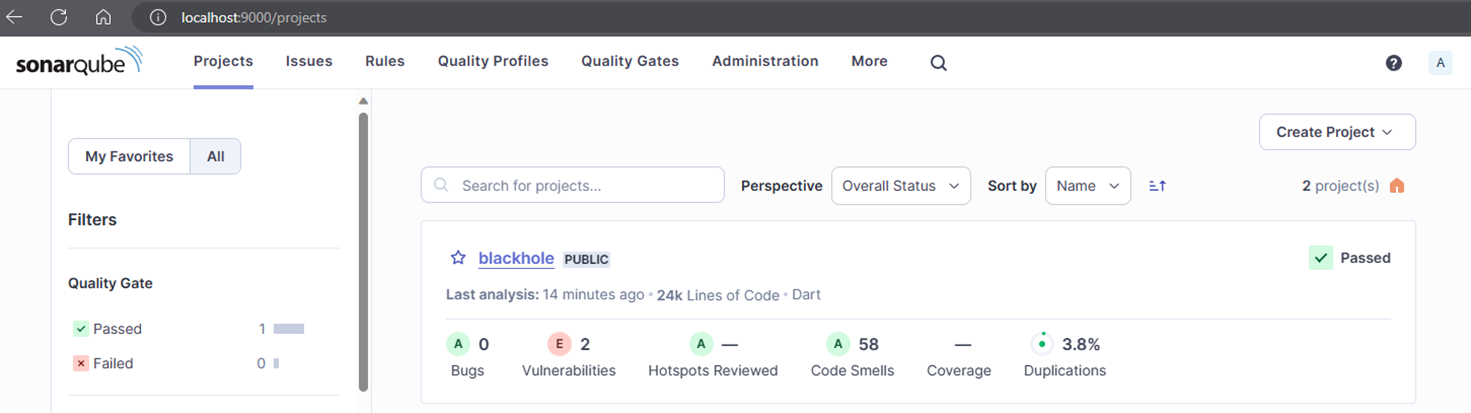 localhost:9000/projects
sonarqube Projects Issues Rules Quality Profiles Quality Gates Administration More ? A
My Favorites All
Create Project
Search for projects... Perspective Overall Status Sort by Name 2 project(s)
Filters
Quality Gate
Passed 1
Failed 0
blackhole PUBLIC Passed
Last analysis: 14 minutes ago • 24k Lines of Code • Dart
A 0 E 2 A — A 58 — 3.8%
Bugs Vulnerabilities Hotspots Reviewed Code Smells Coverage Duplications